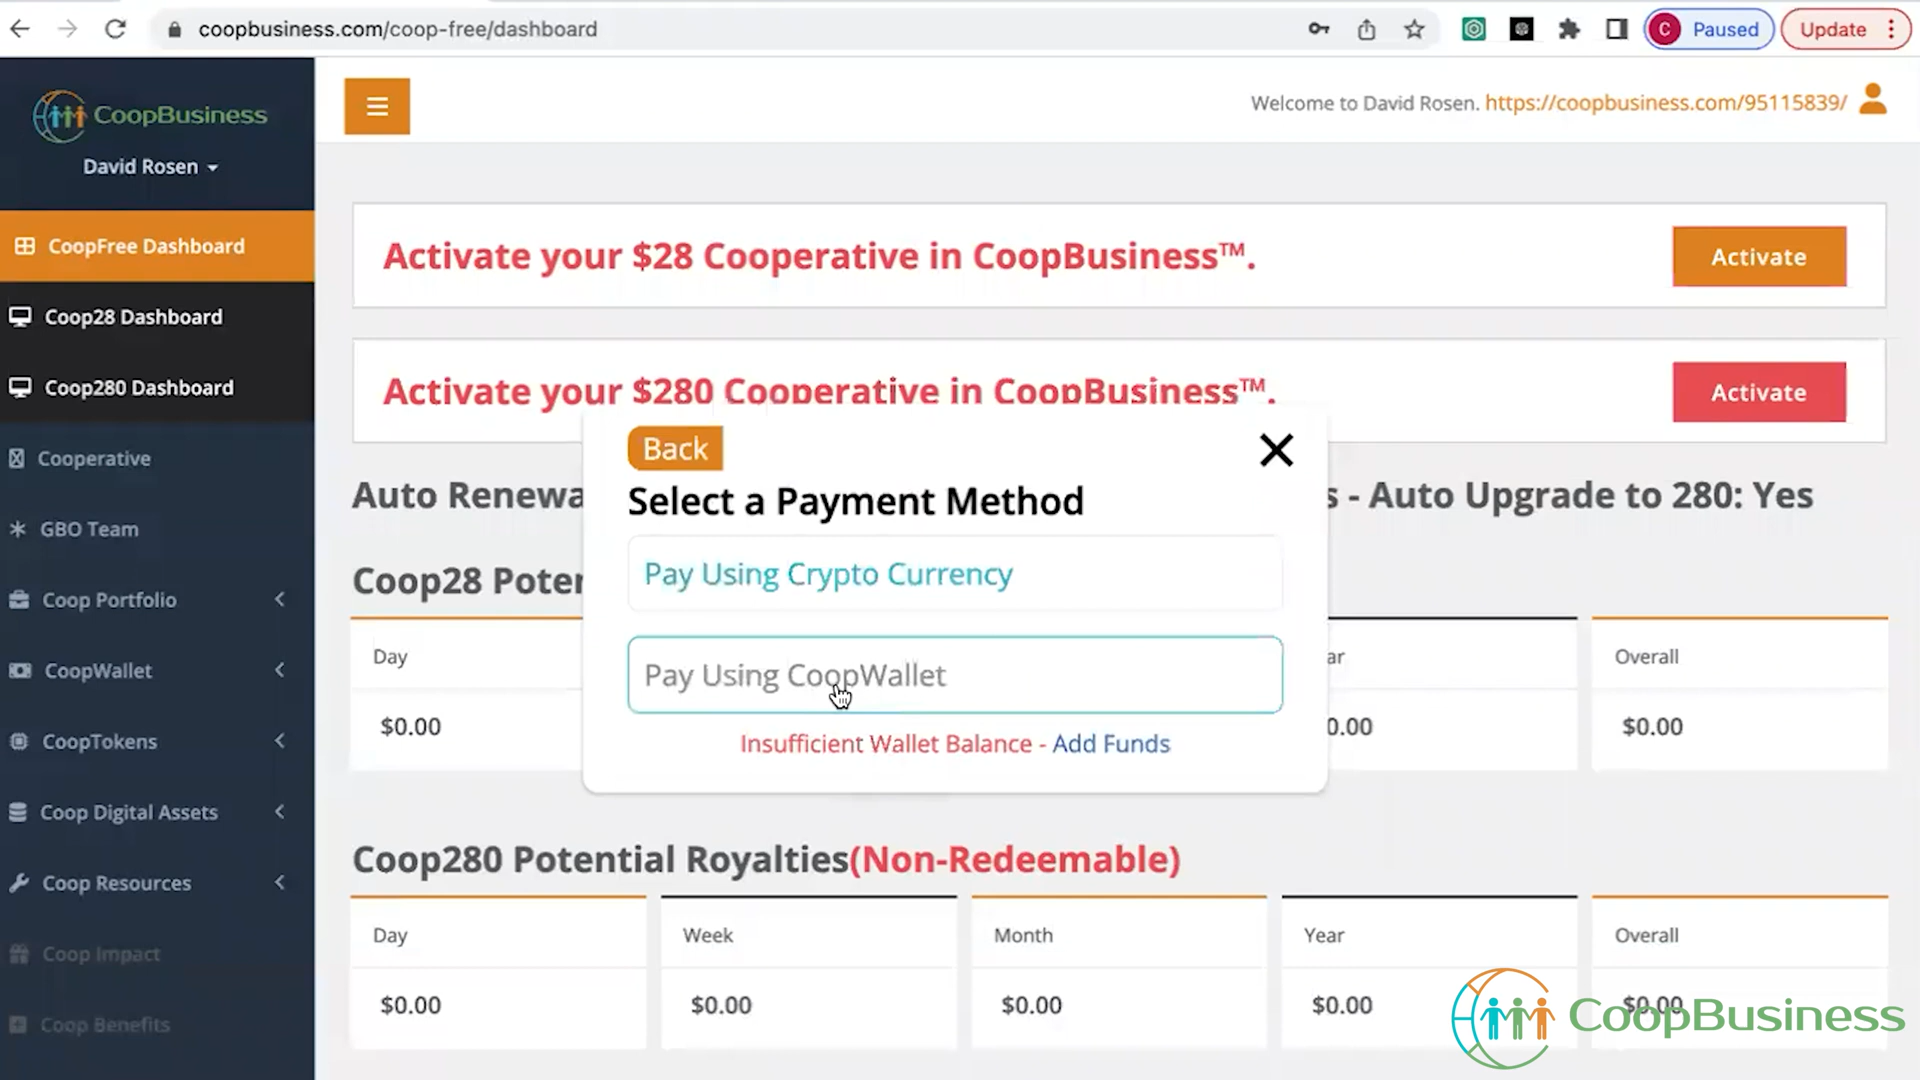 coopbusiness.com/coop-free/dashboard
C Paused
Update
CoopBusiness
David Rosen
Welcome to David Rosen. https://coopbusiness.com/95115839/
CoopFree Dashboard
Coop28 Dashboard
Coop280 Dashboard
Cooperative
GBO Team
Coop Portfolio
CoopWallet
CoopTokens
Coop Digital Assets
Coop Resources
Coop Impact
Coop Benefits
Activate your $28 Cooperative in CoopBusiness™.
Activate
Activate your $280 Cooperative in CoopBusiness™.
Activate
Auto Renewa
s - Auto Upgrade to 280: Yes
Back
Select a Payment Method
Pay Using Crypto Currency
Pay Using CoopWallet
Insufficient Wallet Balance - Add Funds
Coop28 Poten
Day
ar
Overall
$0.00
0.00
$0.00
Coop280 Potential Royalties(Non-Redeemable)
Day
Week
Month
Year
Overall
$0.00
$0.00
$0.00
$0.00
$0.00
CoopBusiness